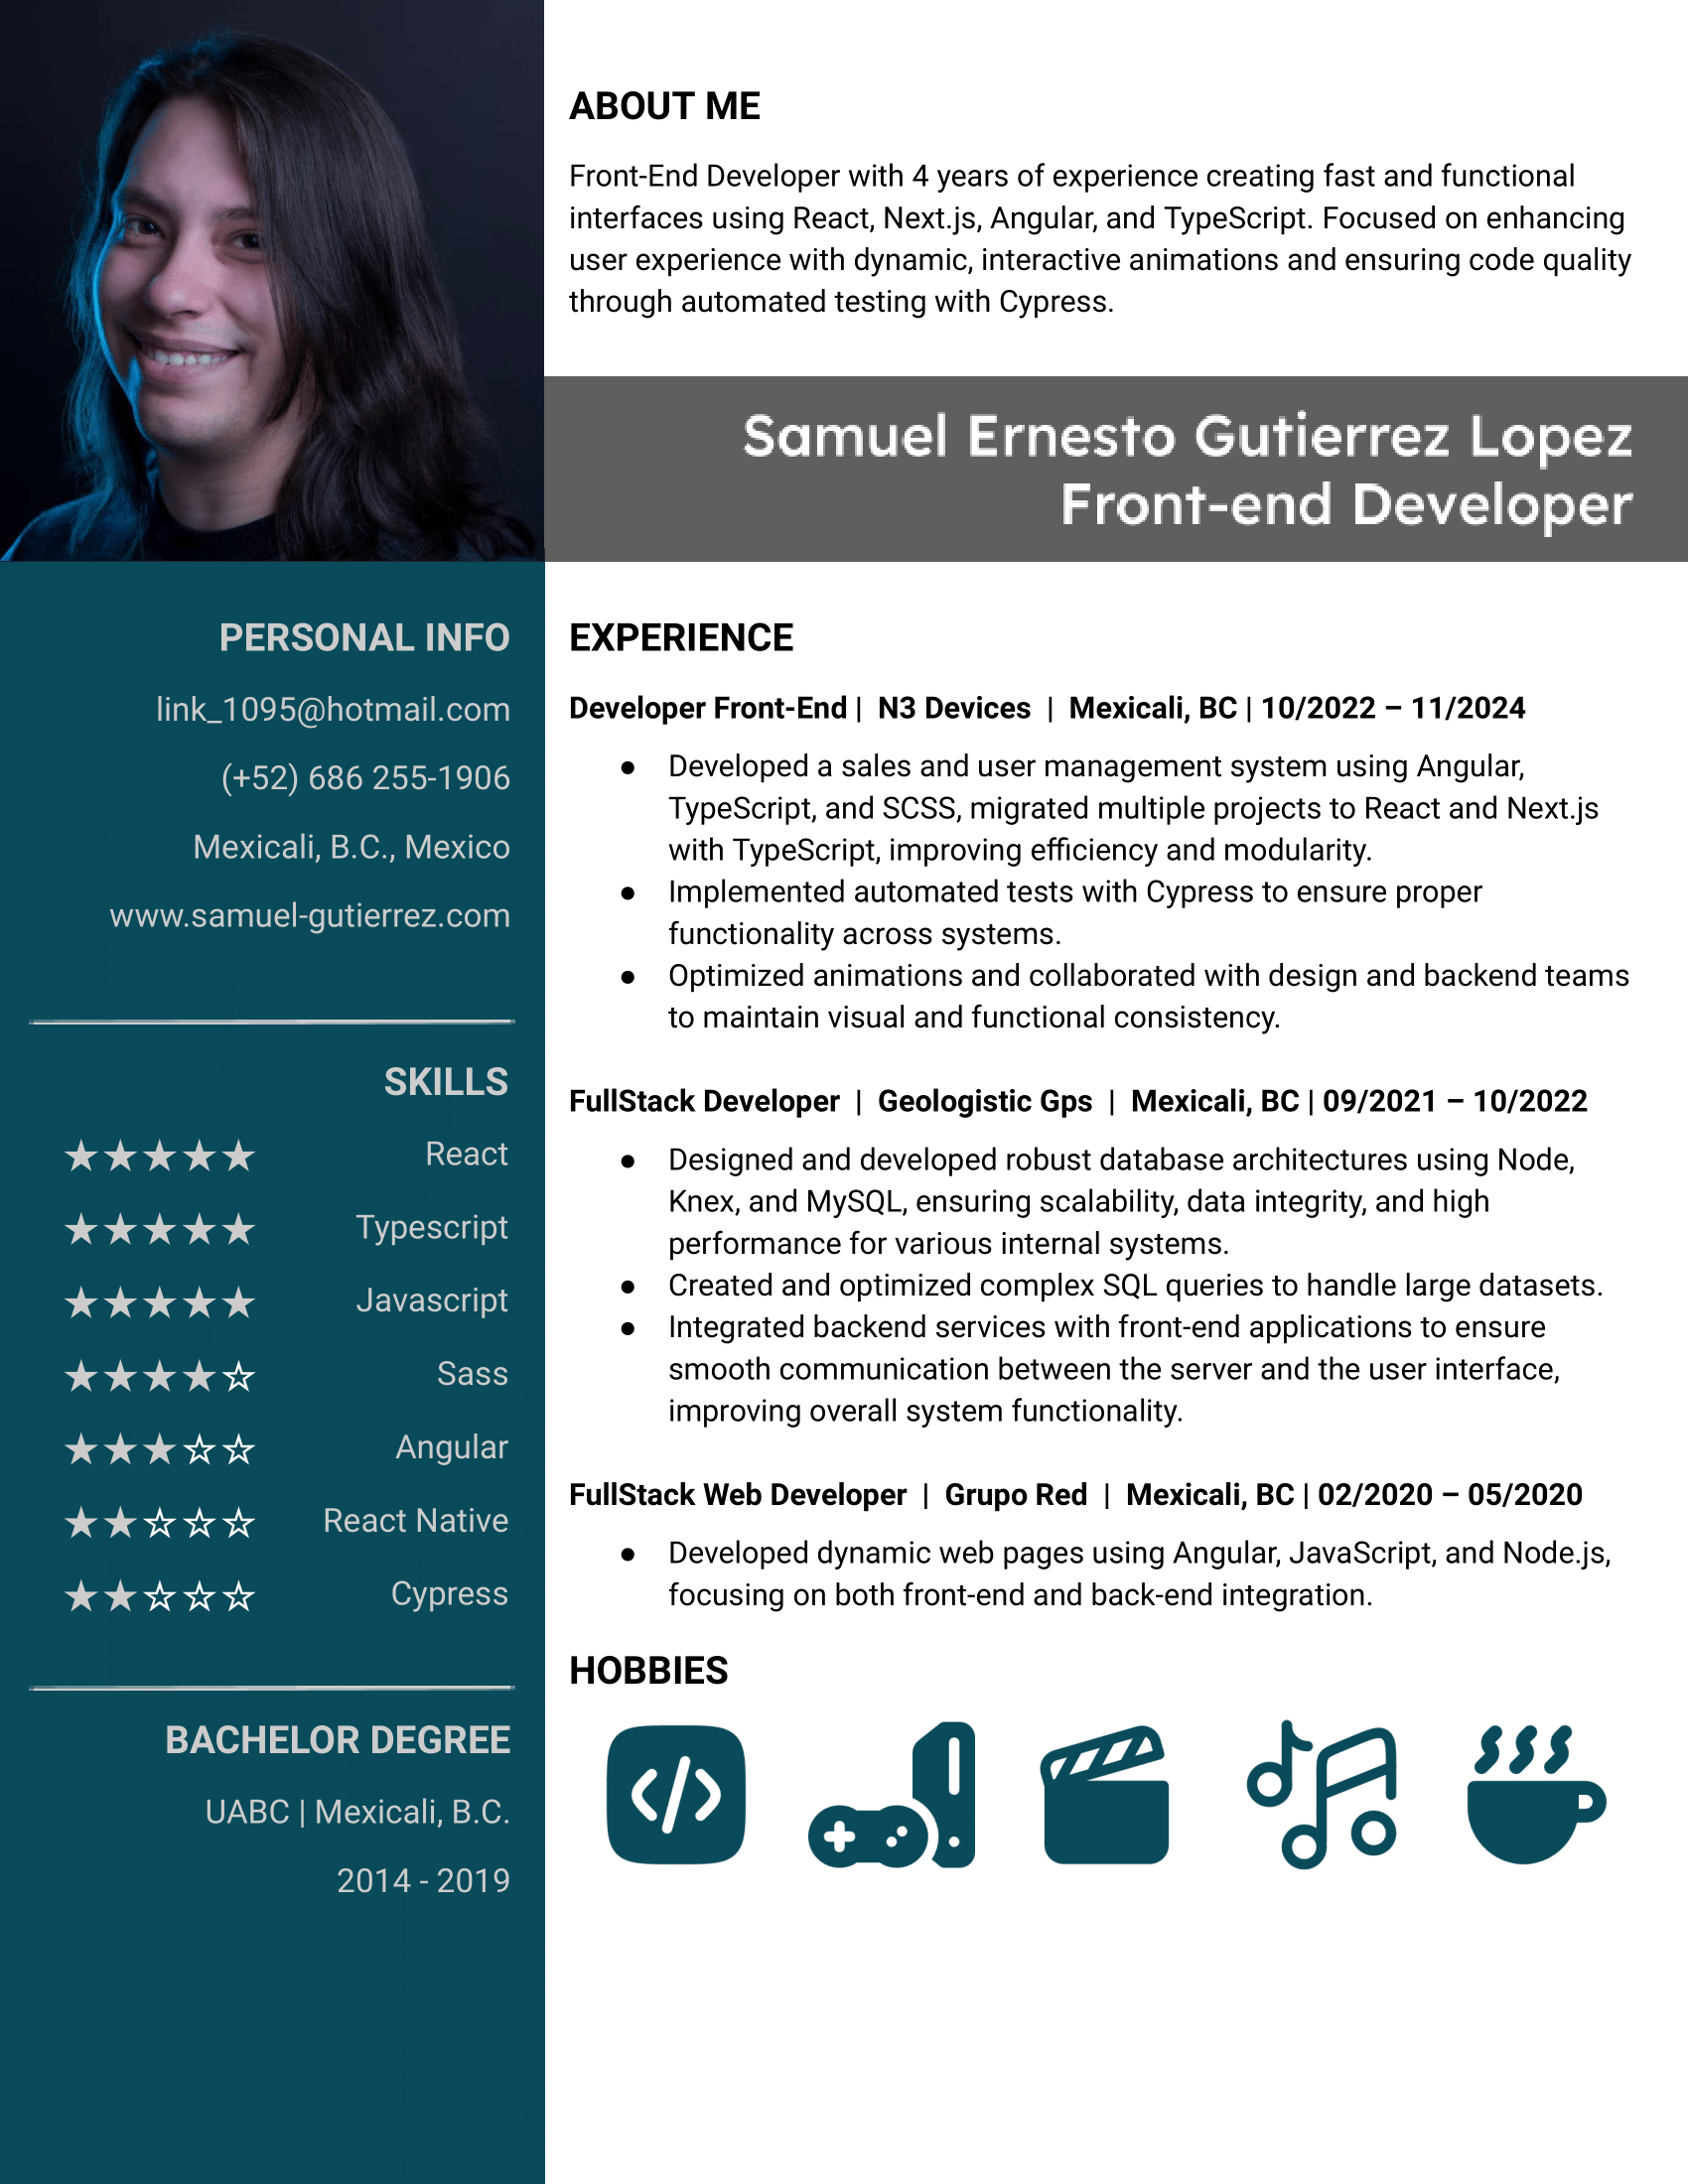 ABOUT ME
Front-End Developer with 4 years of experience creating fast and functional
interfaces using React, Next.js, Angular, and TypeScript. Focused on enhancing
user experience with dynamic, interactive animations and ensuring code quality
through automated testing with Cypress.
Samuel Ernesto Gutierrez Lopez
Front-end Developer
PERSONAL INFO
link_1095@hotmail.com
(+52) 686 255-1906
Mexicali, B.C., Mexico
www.samuel-gutierrez.com
SKILLS
★★★★★ React
★★★★★ Typescript
★★★★★ Javascript
★★★★☆ Sass
★★★☆☆ Angular
★★☆☆☆ React Native
★★☆☆☆ Cypress
BACHELOR DEGREE
UABC | Mexicali, B.C.
2014 - 2019
EXPERIENCE
Developer Front-End | N3 Devices | Mexicali, BC | 10/2022 – 11/2024
● Developed a sales and user management system using Angular,
TypeScript, and SCSS, migrated multiple projects to React and Next.js
with TypeScript, improving efficiency and modularity.
● Implemented automated tests with Cypress to ensure proper
functionality across systems.
● Optimized animations and collaborated with design and backend teams
to maintain visual and functional consistency.
FullStack Developer | Geologistic Gps | Mexicali, BC | 09/2021 – 10/2022
● Designed and developed robust database architectures using Node,
Knex, and MySQL, ensuring scalability, data integrity, and high
performance for various internal systems.
● Created and optimized complex SQL queries to handle large datasets.
● Integrated backend services with front-end applications to ensure
smooth communication between the server and the user interface,
improving overall system functionality.
FullStack Web Developer | Grupo Red | Mexicali, BC | 02/2020 – 05/2020
● Developed dynamic web pages using Angular, JavaScript, and Node.js,
focusing on both front-end and back-end integration.
HOBBIES